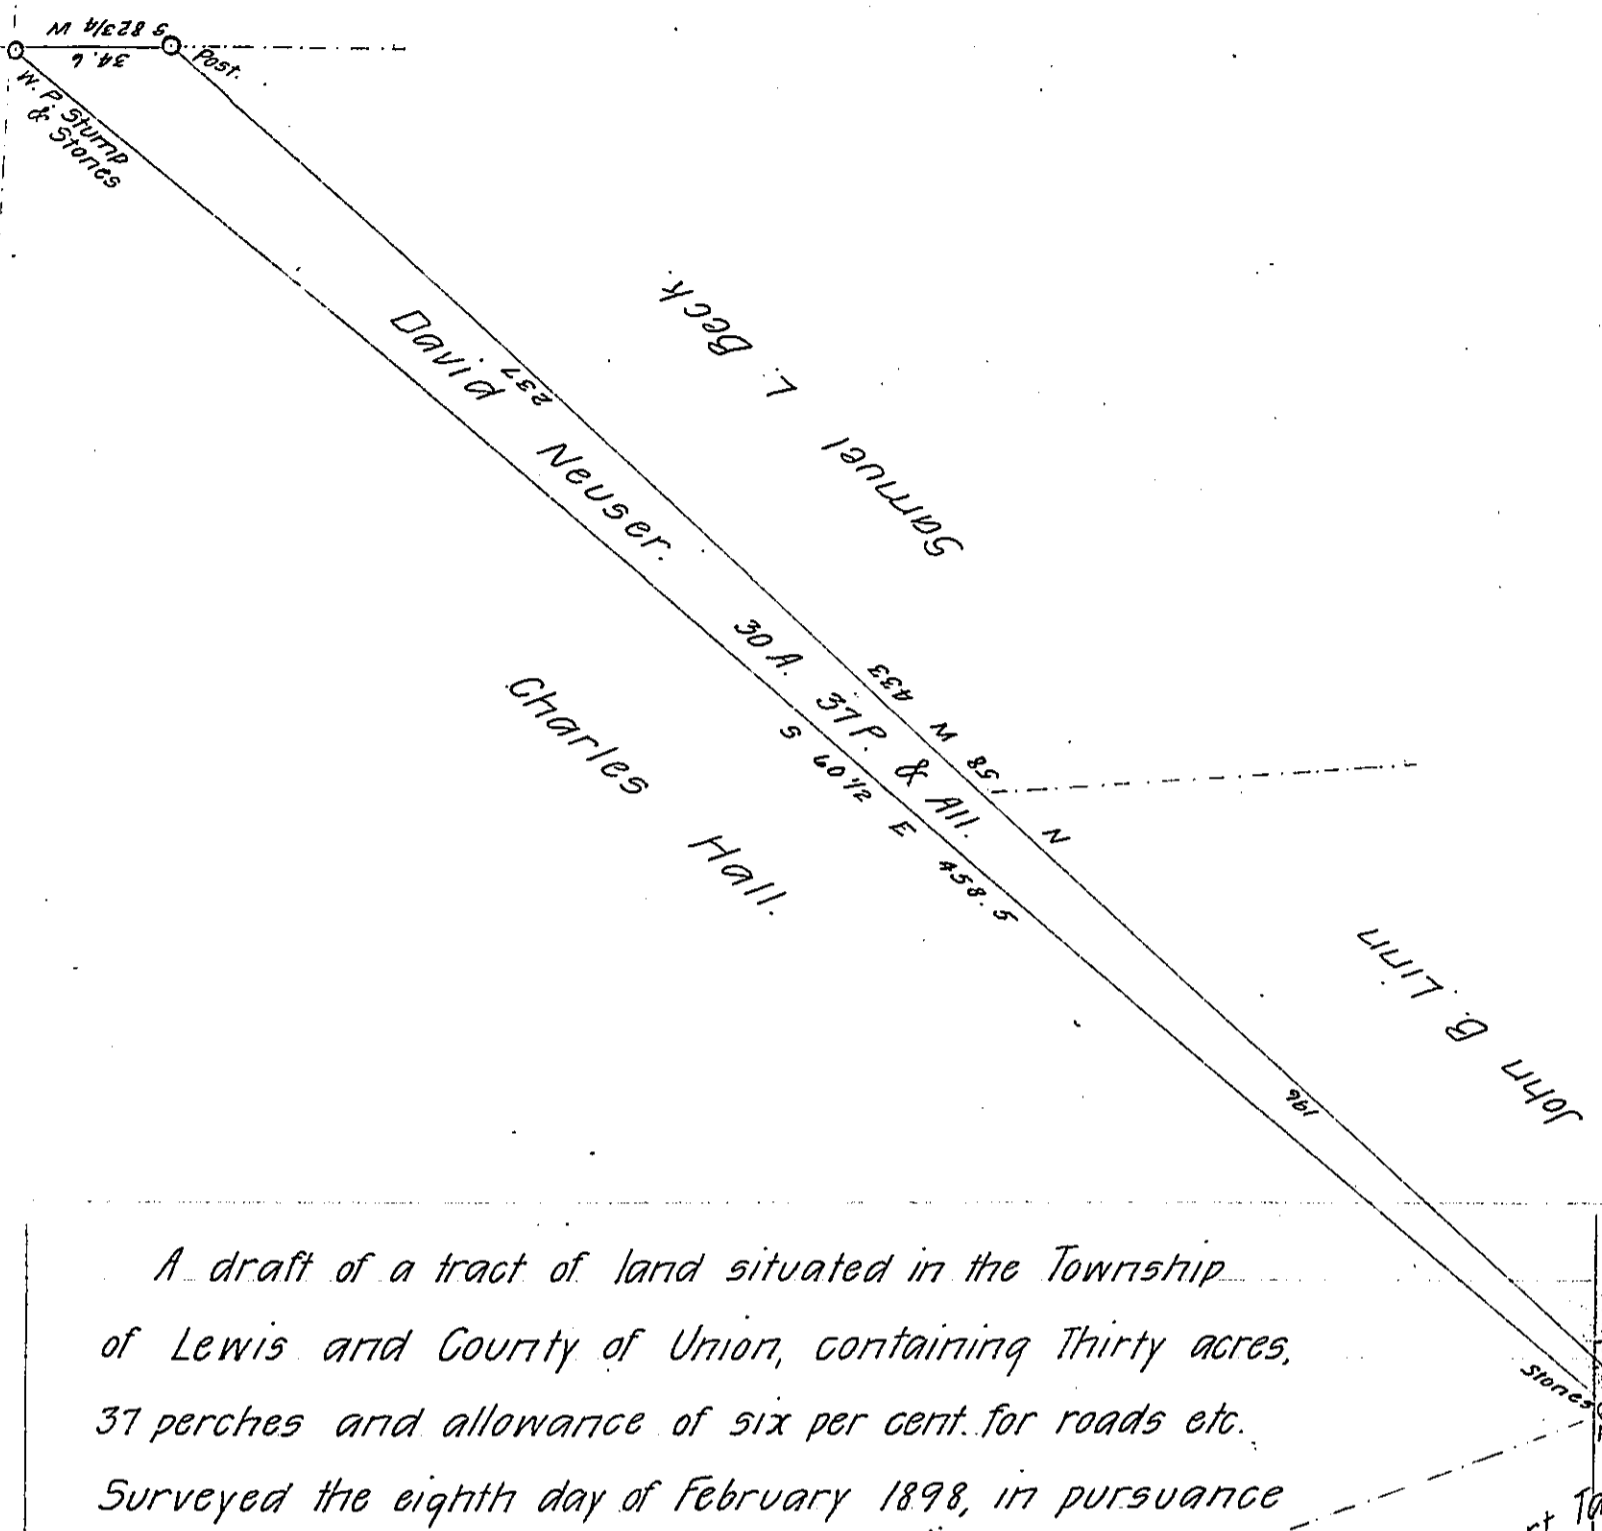 S 82 3/4 W
34.6
Post.
W. P. Stump
& Stones
David Neuser. 30 A. 37 P. & All.
237
Samuel L. Beck.
N 58 W 433
S 60 1/2 E 458.5
Charles Hall.
John B. Linn
196
Stones
A draft of a tract of land situated in the Township
of Lewis and County of Union, containing Thirty acres,
37 perches and allowance of six per cent. for roads etc.
Surveyed the eighth day of February 1898, in pursuance